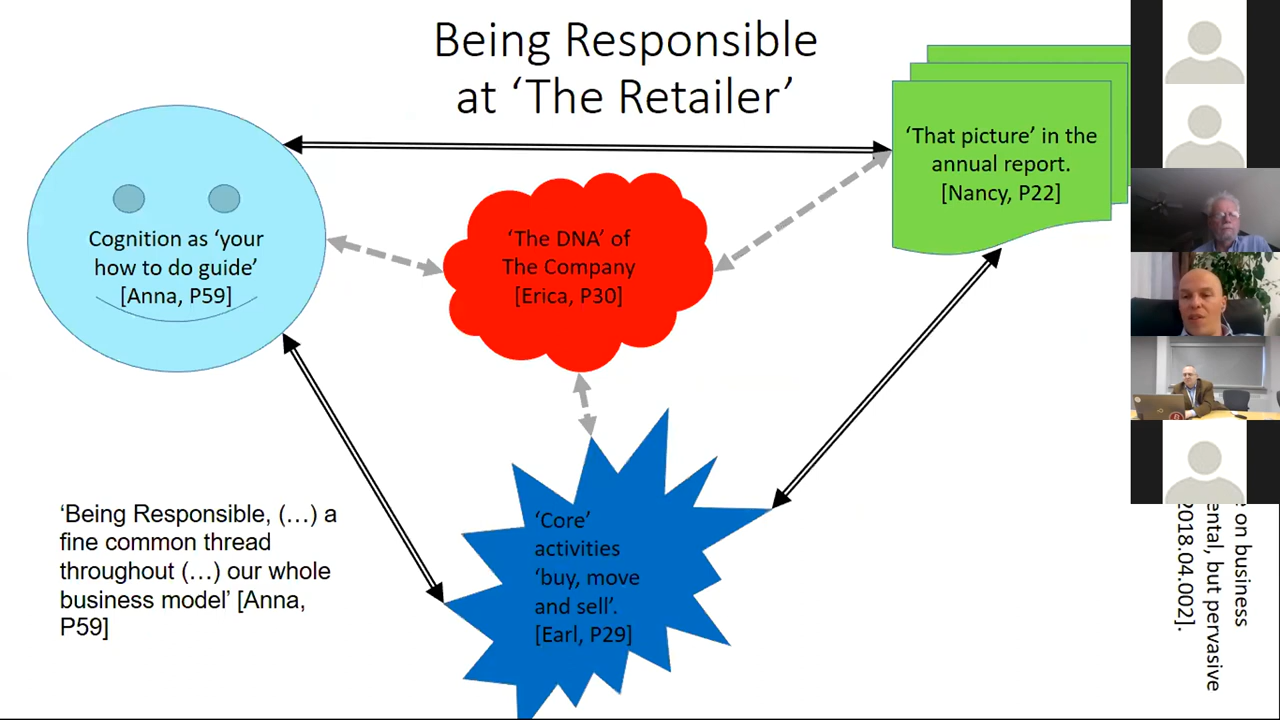 Being Responsible
at ‘The Retailer’
‘That picture’ in the
annual report.
[Nancy, P22]
Cognition as ‘your
how to do guide’
[Anna, P59]
‘The DNA’ of
The Company
[Erica, P30]
‘Core’
activities
‘buy, move
and sell’.
[Earl, P29]
‘Being Responsible, (…) a
fine common thread
throughout (…) our whole
business model’ [Anna,
P59]
on business
ental, but pervasive
2018.04.002].